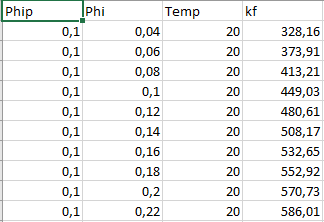 Phip Phi Temp kf
0,1 0,04 20 328,16
0,1 0,06 20 373,91
0,1 0,08 20 413,21
0,1 0,1 20 449,03
0,1 0,12 20 480,61
0,1 0,14 20 508,17
0,1 0,16 20 532,65
0,1 0,18 20 552,92
0,1 0,2 20 570,73
0,1 0,22 20 586,01